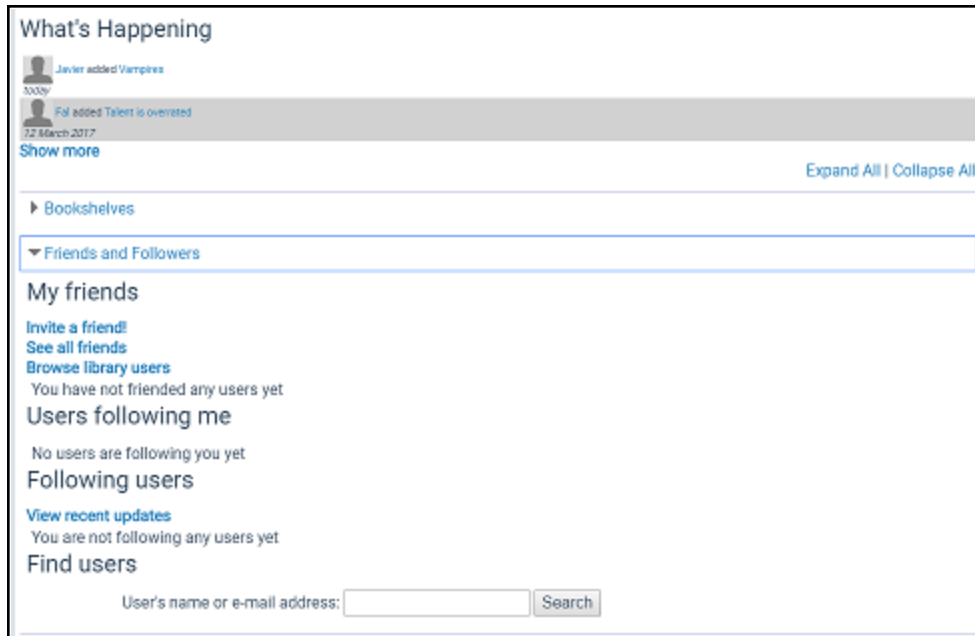 What's Happening
Javier added Vampires
today
Fal added Talent is overrated
12 March 2017
Show more
Expand All | Collapse All
Bookshelves
Friends and Followers
My friends
Invite a friend!
See all friends
Browse library users
You have not friended any users yet
Users following me
No users are following you yet
Following users
View recent updates
You are not following any users yet
Find users
User's name or e-mail address: Search